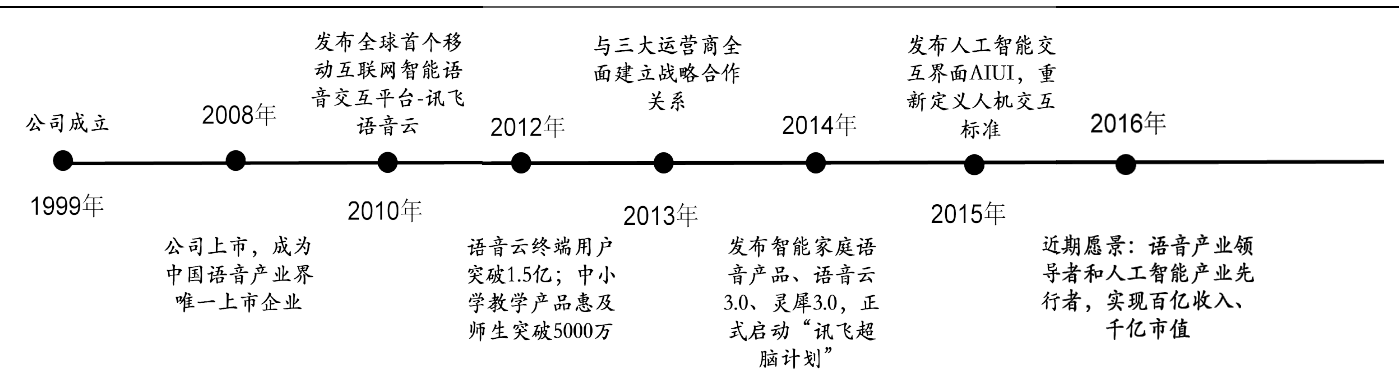 公司成立
1999年
2008年
公司上市，成为
中国语音产业界
唯一上市企业
发布全球首个移
动互联网智能语
音交互平台-讯飞
语音云
2010年
2012年
语音云终端用户
突破1.5亿；中小
学教学产品惠及
师生突破5000万
与三大运营商全
面建立战略合作
关系
2013年
2014年
发布智能家庭语
音产品、语音云
3.0、灵犀3.0，正
式启动“讯飞超
脑计划”
发布人工智能交
互界面AIUI，重
新定义人机交互
标准
2015年
2016年
近期愿景：语音产业领
导者和人工智能产业先
行者，实现百亿收入、
千亿市值